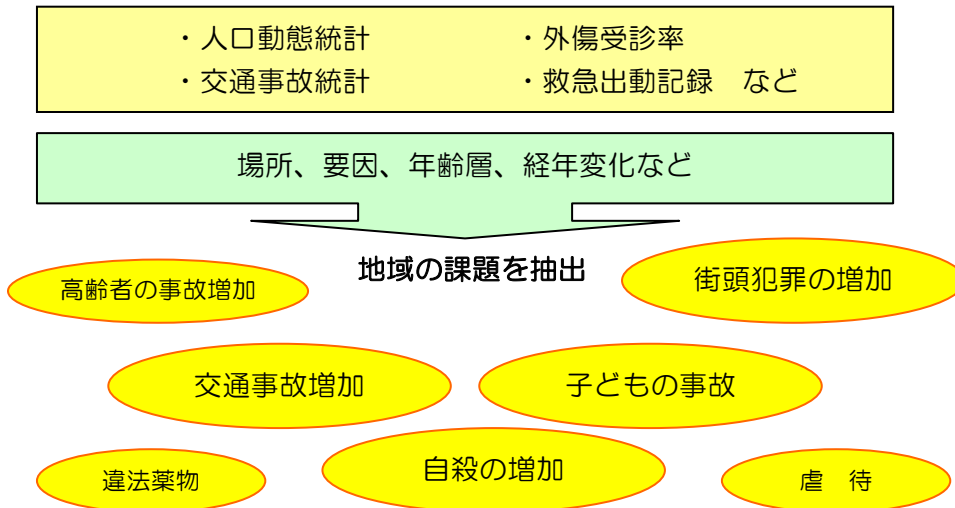 ・人口動態統計　・外傷受診率
・交通事故統計　・救急出動記録　など
場所、要因、年齢層、経年変化など
地域の課題を抽出
高齢者の事故増加
街頭犯罪の増加
交通事故増加
子どもの事故
違法薬物
自殺の増加
虐　待